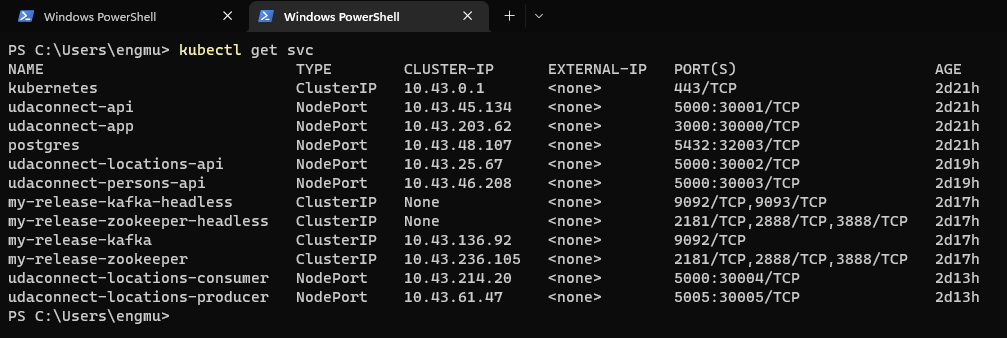 Windows PowerShell
Windows PowerShell
PS C:\Users\engmu> kubectl get svc
NAME TYPE CLUSTER-IP EXTERNAL-IP PORT(S) AGE
kubernetes ClusterIP 10.43.0.1 <none> 443/TCP 2d21h
udaconnect-api NodePort 10.43.45.134 <none> 5000:30001/TCP 2d21h
udaconnect-app NodePort 10.43.203.62 <none> 3000:30000/TCP 2d21h
postgres NodePort 10.43.48.107 <none> 5432:32003/TCP 2d21h
udaconnect-locations-api NodePort 10.43.25.67 <none> 5000:30002/TCP 2d19h
udaconnect-persons-api NodePort 10.43.46.208 <none> 5000:30003/TCP 2d19h
my-release-kafka-headless ClusterIP None <none> 9092/TCP,9093/TCP 2d17h
my-release-zookeeper-headless ClusterIP None <none> 2181/TCP,2888/TCP,3888/TCP 2d17h
my-release-kafka ClusterIP 10.43.136.92 <none> 9092/TCP 2d17h
my-release-zookeeper ClusterIP 10.43.236.105 <none> 2181/TCP,2888/TCP,3888/TCP 2d17h
udaconnect-locations-consumer NodePort 10.43.214.20 <none> 5000:30004/TCP 2d13h
udaconnect-locations-producer NodePort 10.43.61.47 <none> 5005:30005/TCP 2d13h
PS C:\Users\engmu>